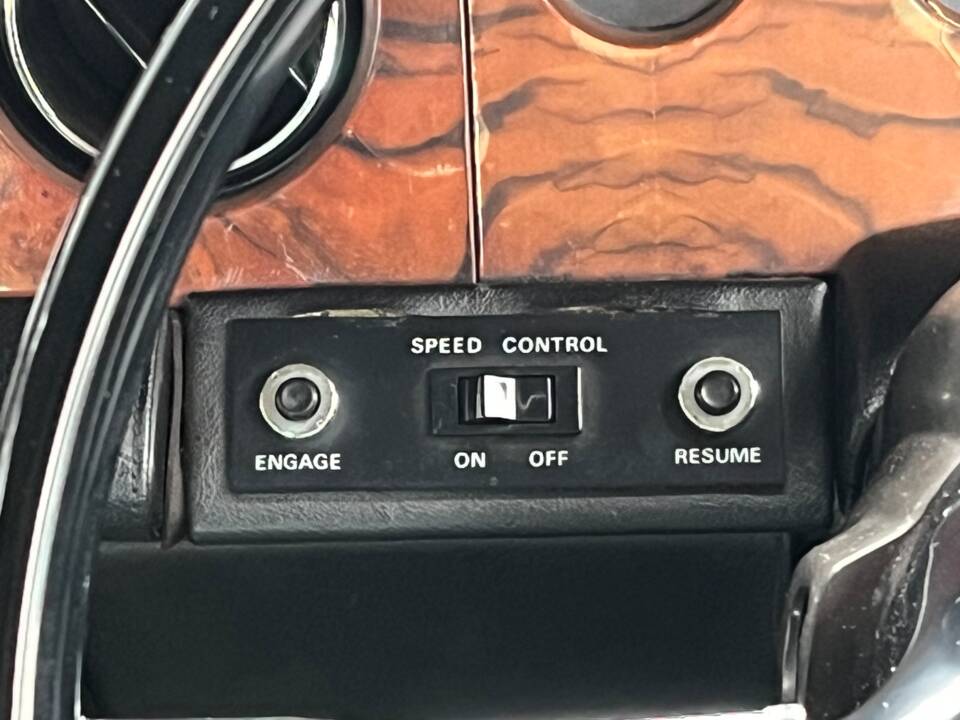 SPEED CONTROL
ENGAGE
ON OFF
RESUME